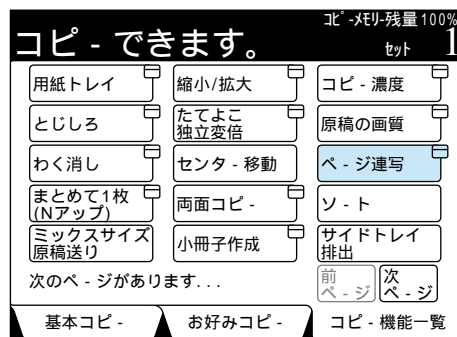 コピ-メモリ-残量100%
コピ-できます。
セット 1
用紙トレイ 縮小/拡大 コピ-濃度
とじしろ たてよこ 原稿の画質
独立変倍
わく消し センタ-移動 ペ-ジ連写
まとめて1枚 両面コピ- ソ-ト
(Nアップ)
ミックスサイズ 小冊子作成 サイドトレイ
原稿送り 排出
次のペ-ジがあります... 前 次
ペ-ジ ペ-ジ
基本コピ- お好みコピ- コピ-機能一覧